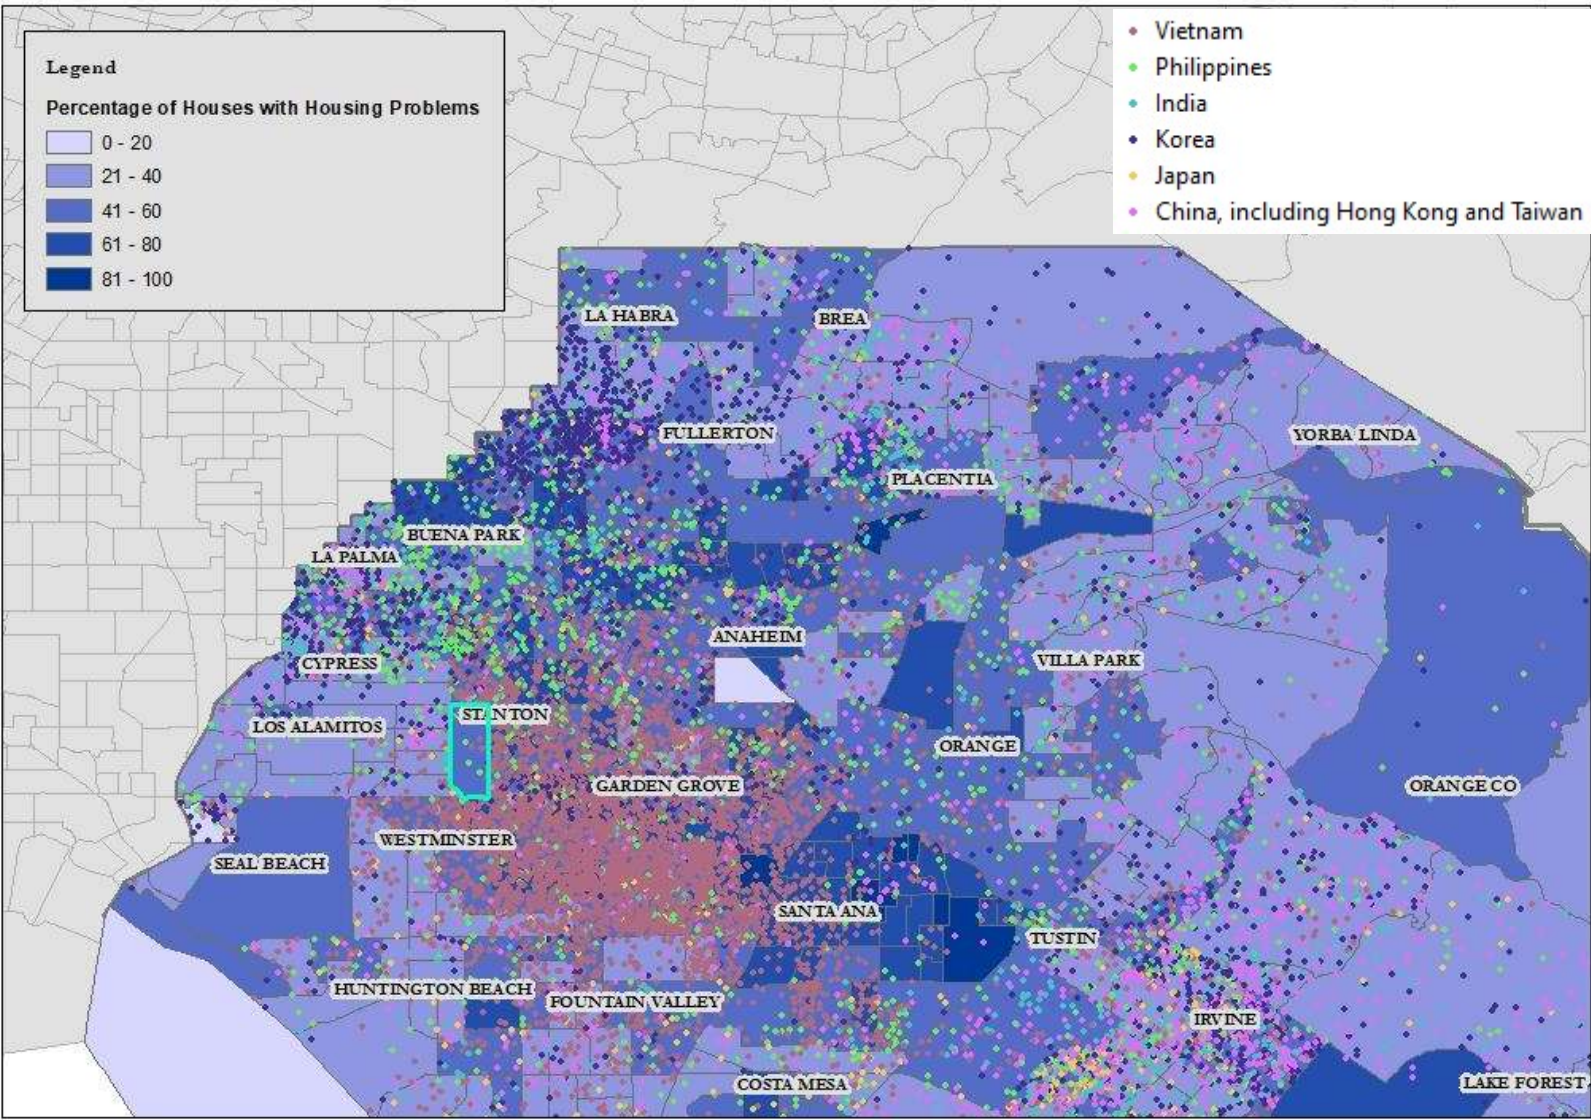 Legend
Percentage of Houses with Housing Problems
0 - 20
21 - 40
41 - 60
61 - 80
81 - 100
Vietnam
Philippines
India
Korea
Japan
China, including Hong Kong and Taiwan
LA HABRA
BREA
FULLERTON
YORBA LINDA
PLACENTIA
BUENA PARK
LA PALMA
ANAHEIM
CYPRESS
VILLA PARK
STANTON
LOS ALAMITOS
ORANGE
GARDEN GROVE
ORANGE CO
WESTMINSTER
SEAL BEACH
SANTA ANA
TUSTIN
HUNTINGTON BEACH
FOUNTAIN VALLEY
IRVINE
COSTA MESA
LAKE FOREST